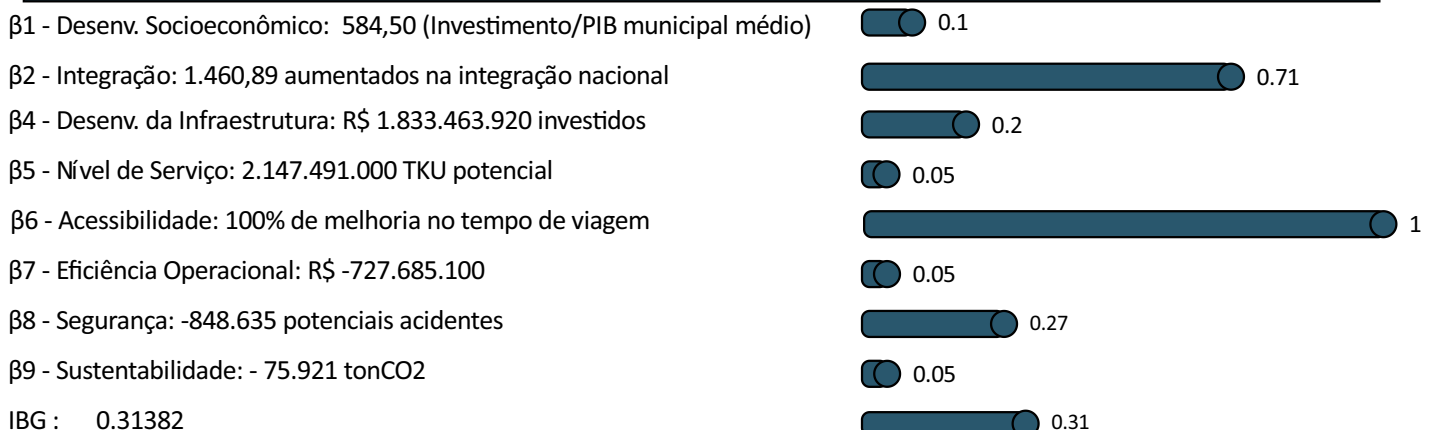 β1 - Desenv. Socioeconômico: 584,50 (Investimento/PIB municipal médio) 0.1
β2 - Integração: 1.460,89 aumentados na integração nacional 0.71
β4 - Desenv. da Infraestrutura: R$ 1.833.463.920 investidos 0.2
β5 - Nível de Serviço: 2.147.491.000 TKU potencial 0.05
β6 - Acessibilidade: 100% de melhoria no tempo de viagem 1
β7 - Eficiência Operacional: R$ -727.685.100 0.05
β8 - Segurança: -848.635 potenciais acidentes 0.27
β9 - Sustentabilidade: - 75.921 tonCO2 0.05
IBG : 0.31382 0.31